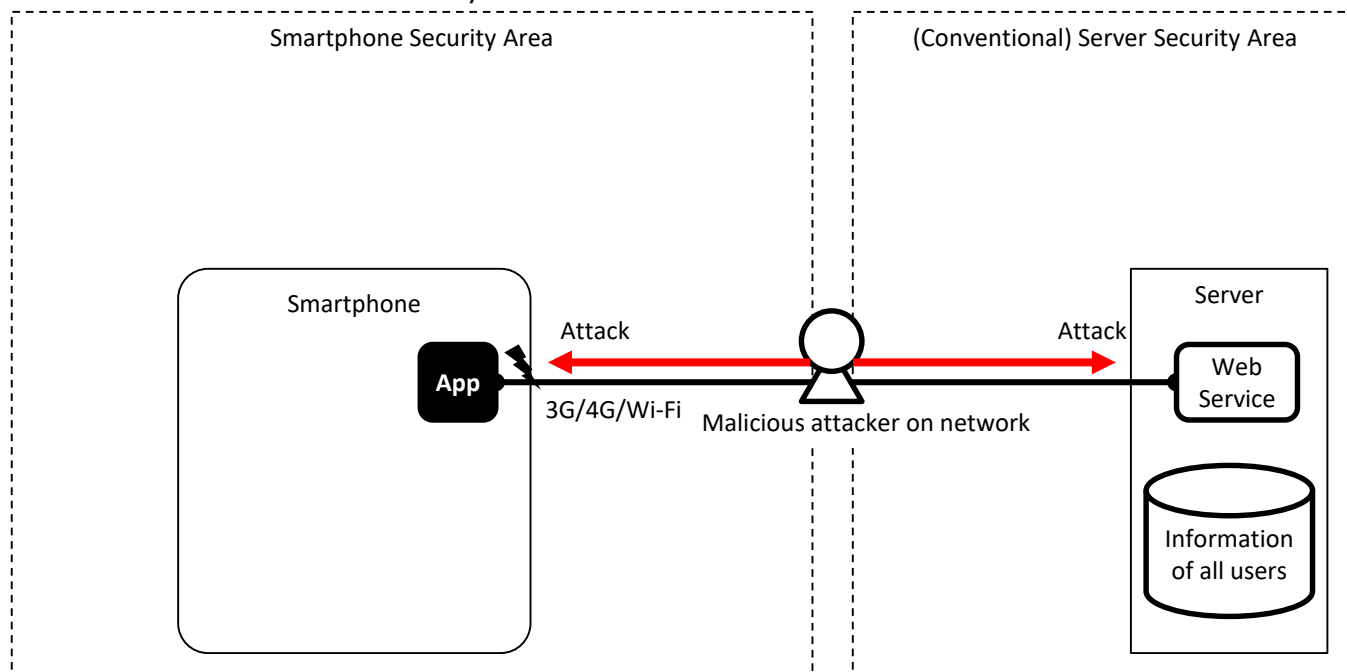 Smartphone Security Area
(Conventional) Server Security Area
Smartphone
Server
Attack
Attack
App
Web
Service
3G/4G/Wi-Fi
Malicious attacker on network
Information
of all users